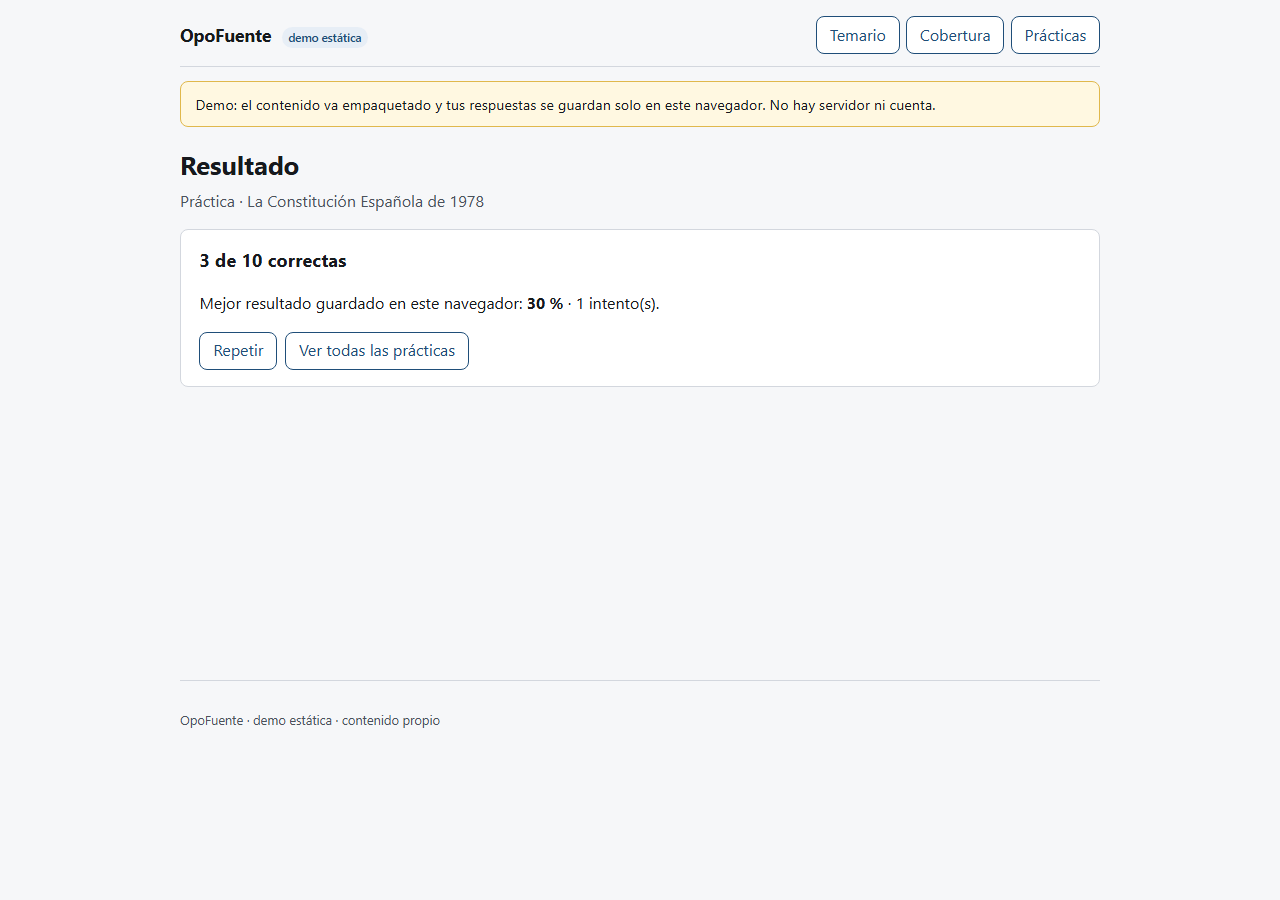 OpoFuente demo estática Temario Cobertura Prácticas
Demo: el contenido va empaquetado y tus respuestas se guardan solo en este navegador. No hay servidor ni cuenta.
Resultado
Práctica · La Constitución Española de 1978
3 de 10 correctas
Mejor resultado guardado en este navegador: 30 % · 1 intento(s).
Repetir Ver todas las prácticas
OpoFuente · demo estática · contenido propio